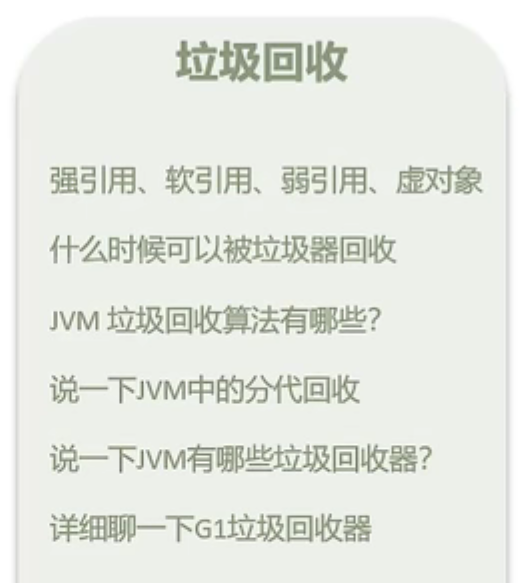 垃圾回收
强引用、软引用、弱引用、虚对象
什么时候可以被垃圾器回收
JVM 垃圾回收算法有哪些？
说一下JVM中的分代回收
说一下JVM有哪些垃圾回收器？
详细聊一下G1垃圾回收器